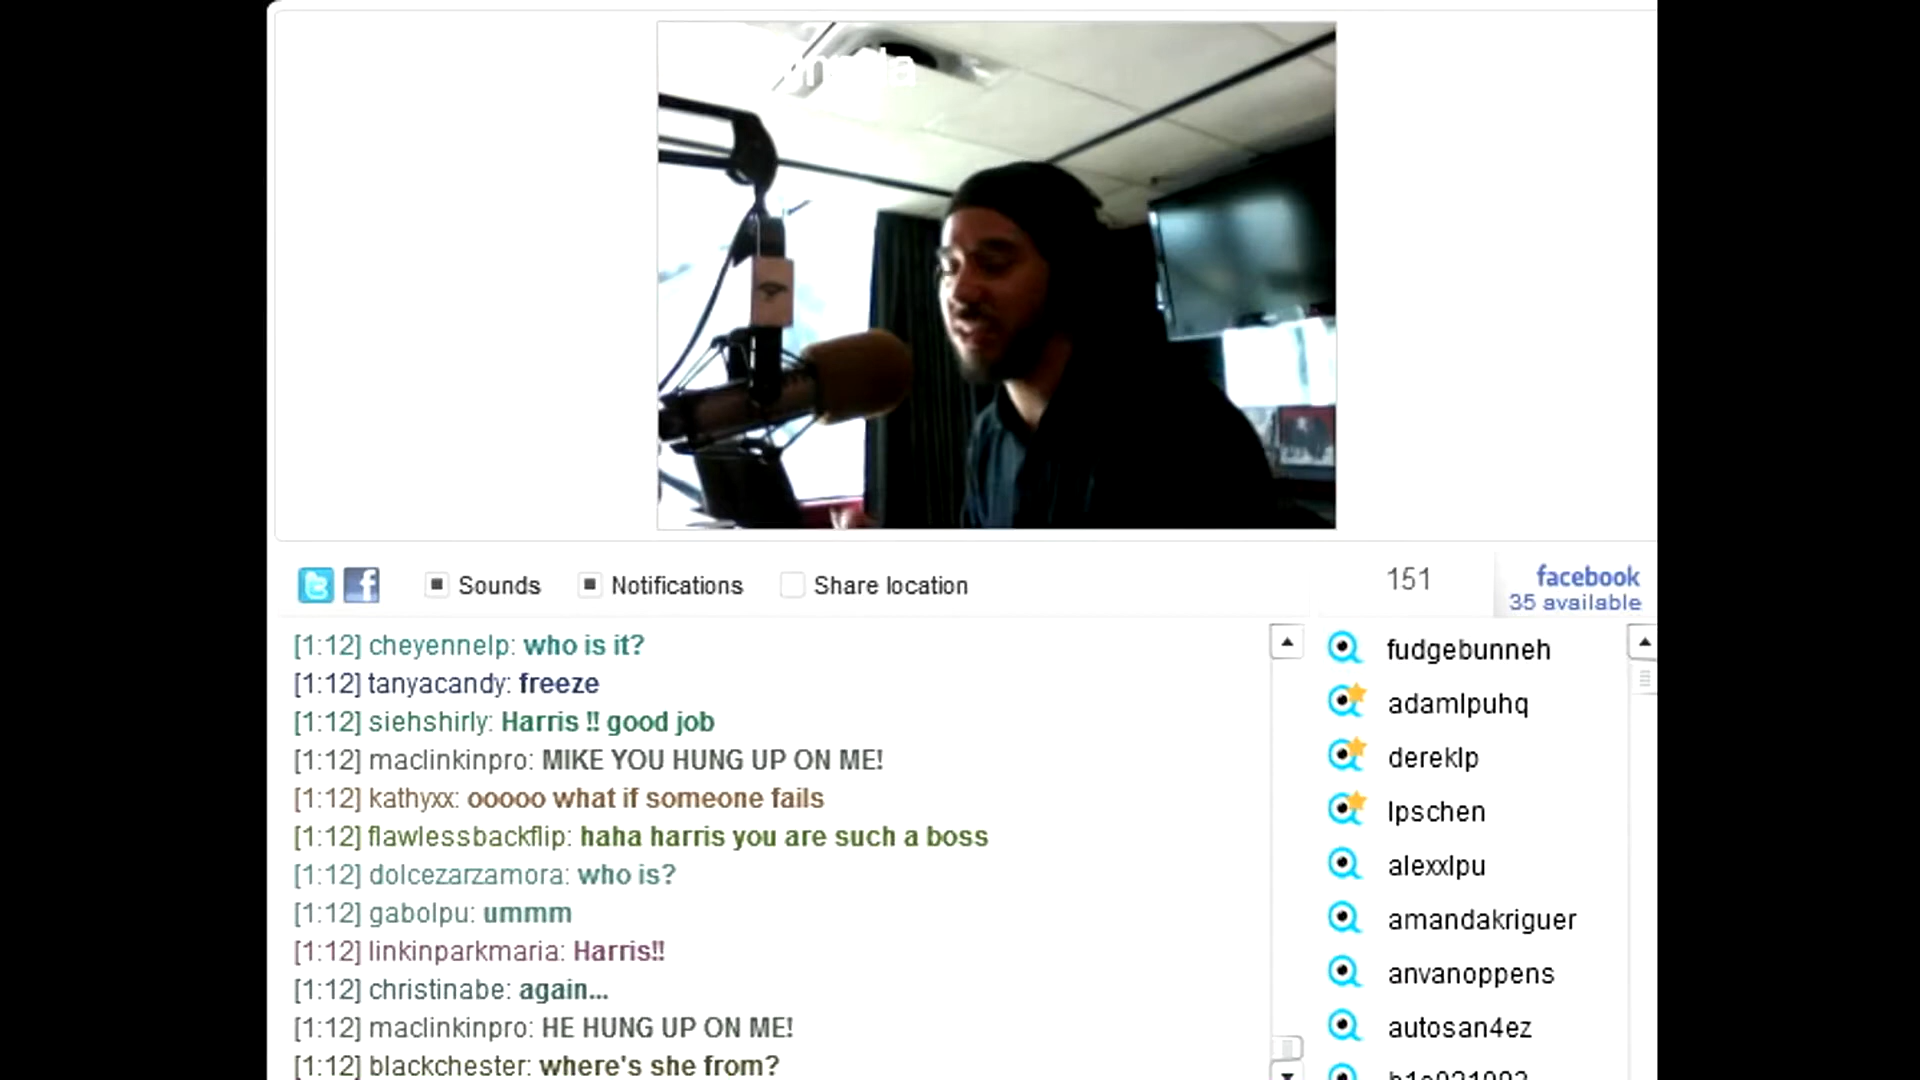 Sounds
Notifications
Share location
151
facebook
35 available
[1:12] cheyennelp: who is it?
[1:12] tanyacandy: freeze
[1:12] siehshirly: Harris !! good job
[1:12] maclinkinpro: MIKE YOU HUNG UP ON ME!
[1:12] kathyxx: ooooo what if someone fails
[1:12] flawlessbackflip: haha harris you are such a boss
[1:12] dolcezarzamora: who is?
[1:12] gabolpu: ummm
[1:12] linkinparkmaria: Harris!!
[1:12] christinabe: again...
[1:12] maclinkinpro: HE HUNG UP ON ME!
[1:12] blackchester: where's she from?
fudgebunneh
adamlpuhq
dereklp
lpschen
alexxlpu
amandakriguer
anvanoppens
autosan4ez